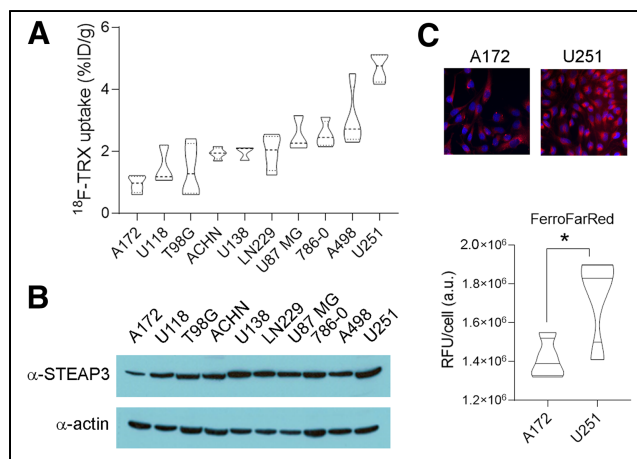 A
¹⁸F-TRX uptake (%ID/g)
6
4
2
0
A172
U118
T98G
ACHN
U138
LN229
U87 MG
786-0
A498
U251
B
A172
U118
T98G
ACHN
U138
LN229
U87 MG
786-0
A498
U251
α-STEAP3
α-actin
C
A172 U251
FerroFarRed
*
RFU/cell (a.u.)
2.0×10⁶
1.8×10⁶
1.6×10⁶
1.4×10⁶
1.2×10⁶
A172
U251